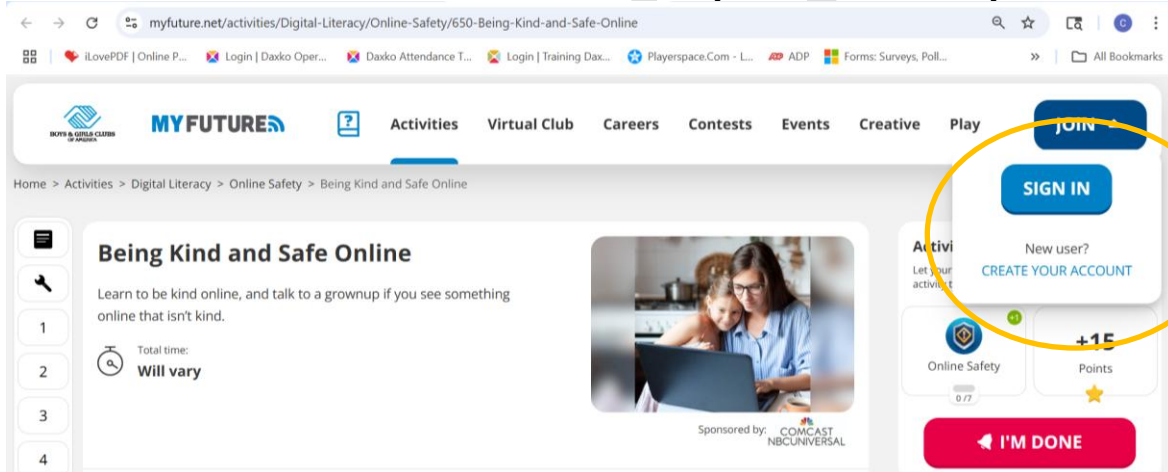 myfuture.net/activities/Digital-Literacy/Online-Safety/650-Being-Kind-and-Safe-Online
C
iLovePDF | Online P... Login | Daxko Oper... Daxko Attendance T... Login | Training Dax... Playerspace.Com - L... ADP Forms: Surveys, Poll... » All Bookmarks
BOYS & GIRLS CLUBS
OF AMERICA
MYFUTURE ? Activities Virtual Club Careers Contests Events Creative Play JOIN
Home > Activities > Digital Literacy > Online Safety > Being Kind and Safe Online
SIGN IN
New user?
CREATE YOUR ACCOUNT
1
2
3
4
Being Kind and Safe Online
Learn to be kind online, and talk to a grownup if you see something
online that isn't kind.
Total time:
Will vary
Sponsored by: COMCAST
NBCUNIVERSAL
Let your
+1
Online Safety
0 /7
+15
Points
I'M DONE